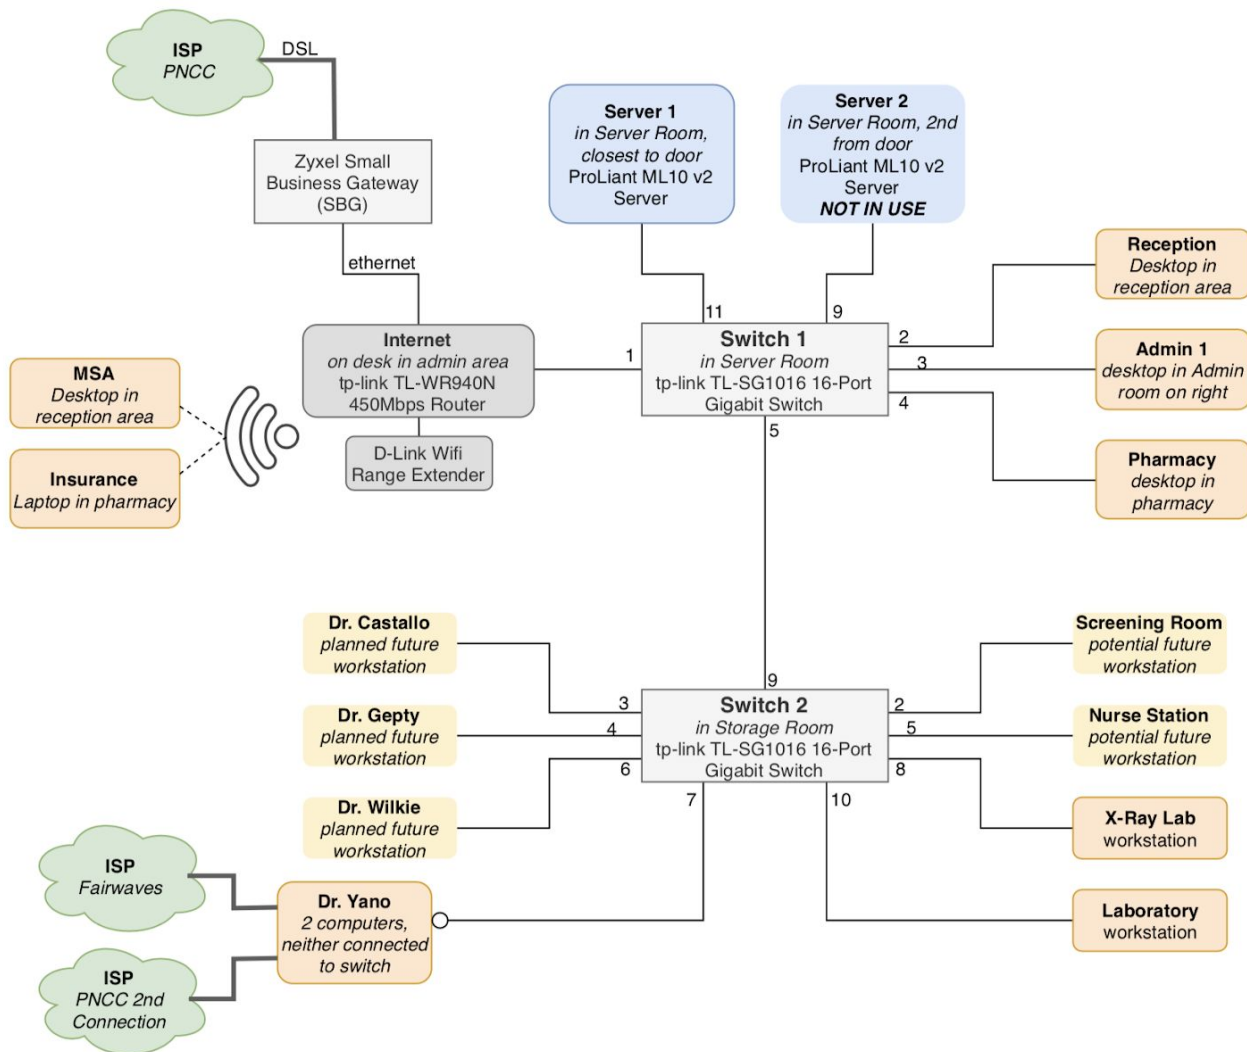 ISP
PNCC
DSL
Zyxel Small
Business Gateway
(SBG)
ethernet
Server 1
in Server Room,
closest to door
ProLiant ML10 v2
Server
Server 2
in Server Room, 2nd
from door
ProLiant ML10 v2
Server
NOT IN USE
Reception
Desktop in
reception area
Internet
on desk in admin area
tp-link TL-WR940N
450Mbps Router
D-Link Wifi
Range Extender
MSA
Desktop in
reception area
Insurance
Laptop in pharmacy
11
9
1
2
3
4
5
Switch 1
in Server Room
tp-link TL-SG1016 16-Port
Gigabit Switch
Admin 1
desktop in Admin
room on right
Pharmacy
desktop in
pharmacy
Dr. Castallo
planned future
workstation
Dr. Gepty
planned future
workstation
Dr. Wilkie
planned future
workstation
9
3
4
6
7
2
5
8
10
Switch 2
in Storage Room
tp-link TL-SG1016 16-Port
Gigabit Switch
Screening Room
potential future
workstation
Nurse Station
potential future
workstation
X-Ray Lab
workstation
Laboratory
workstation
ISP
Fairwaves
Dr. Yano
2 computers,
neither connected
to switch
ISP
PNCC 2nd
Connection